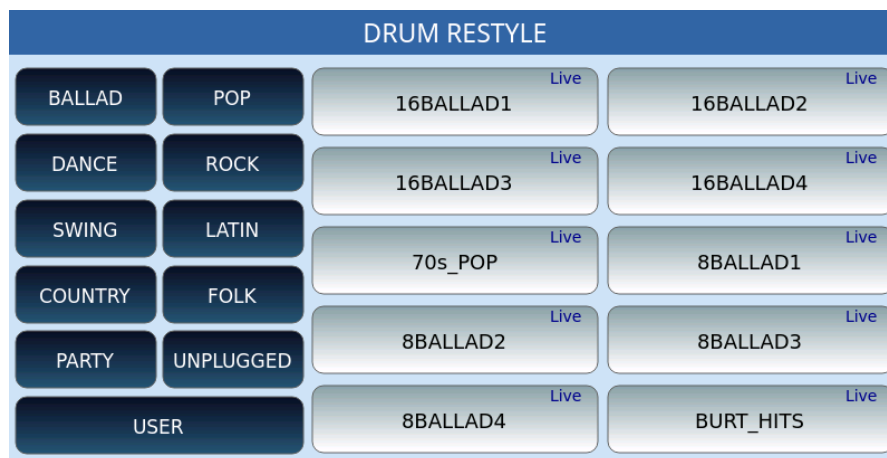 DRUM RESTYLE
BALLAD
POP
DANCE
ROCK
SWING
LATIN
COUNTRY
FOLK
PARTY
UNPLUGGED
USER
Live
16BALLAD1
Live
16BALLAD2
Live
16BALLAD3
Live
16BALLAD4
Live
70s_POP
Live
8BALLAD1
Live
8BALLAD2
Live
8BALLAD3
Live
8BALLAD4
Live
BURT_HITS